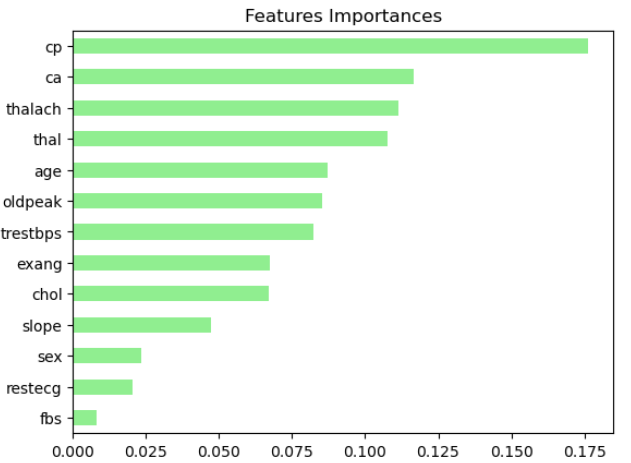 Features Importances
cp
ca
thalach
thal
age
oldpeak
trestbps
exang
chol
slope
sex
restecg
fbs
0.000 0.025 0.050 0.075 0.100 0.125 0.150 0.175